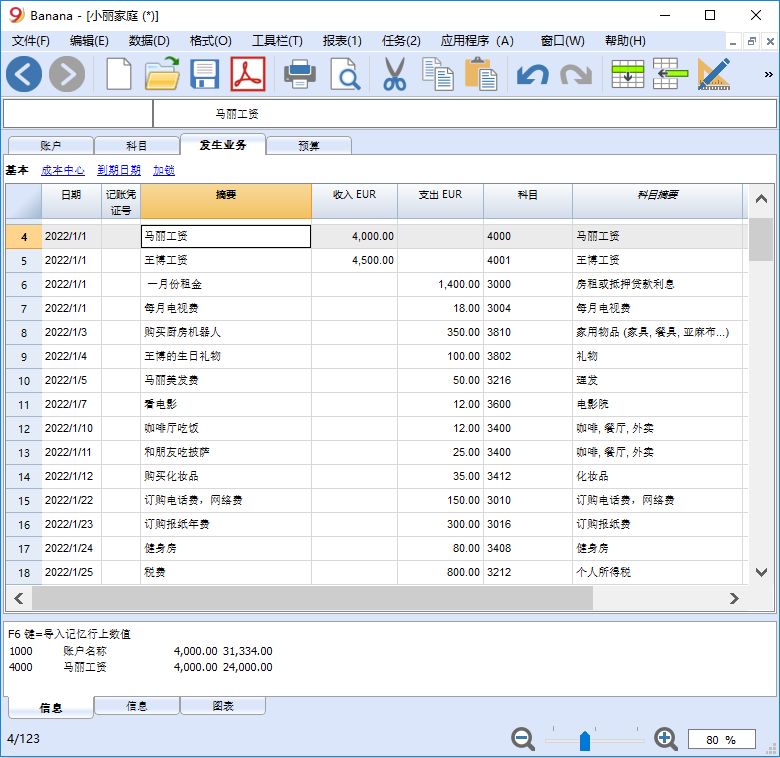 Banana - [小丽家庭 (*)]
文件(F) 编辑(E) 数据(D) 格式(O) 工具栏(T) 报表(1) 任务(2) 应用程序 (A) 窗口(W) 帮助(H)
马丽工资
账户 科目 发生业务 预算
基本 成本中心 到期日期 加锁
日期 记账凭证号 摘要 收入 EUR 支出 EUR 科目 科目摘要
4 2022/1/1 马丽工资 4,000.00 4000 马丽工资
5 2022/1/1 王博工资 4,500.00 4001 王博工资
6 2022/1/1 一月份租金 1,400.00 3000 房租或抵押贷款利息
7 2022/1/1 每月电视费 18.00 3004 每月电视费
8 2022/1/3 购买厨房机器人 350.00 3810 家用物品 (家具, 餐具, 亚麻布...)
9 2022/1/4 王博的生日礼物 100.00 3802 礼物
10 2022/1/5 马丽美发费 50.00 3216 理发
11 2022/1/7 看电影 12.00 3600 电影院
12 2022/1/10 咖啡厅吃饭 12.00 3400 咖啡, 餐厅, 外卖
13 2022/1/11 和朋友吃披萨 25.00 3400 咖啡, 餐厅, 外卖
14 2022/1/12 购买化妆品 35.00 3412 化妆品
15 2022/1/22 订购电话费，网络费 150.00 3010 订购电话费，网络费
16 2022/1/23 订购报纸年费 300.00 3016 订购报纸费
17 2022/1/24 健身房 80.00 3408 健身房
18 2022/1/25 税费 800.00 3212 个人所得税
F6 键=导入记忆行上数值
1000 账户名称 4,000.00 31,334.00
4000 马丽工资 4,000.00 24,000.00
信息 信息 图表
4/123 80 %